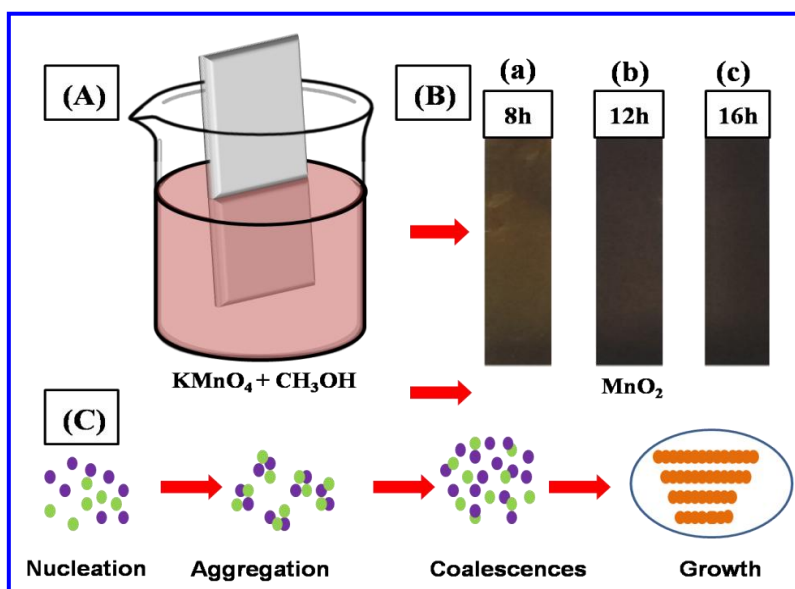 (A)
(B)
(a)
(b)
(c)
8h
12h
16h
KMnO₄ + CH₃OH
MnO₂
(C)
Nucleation
Aggregation
Coalescences
Growth